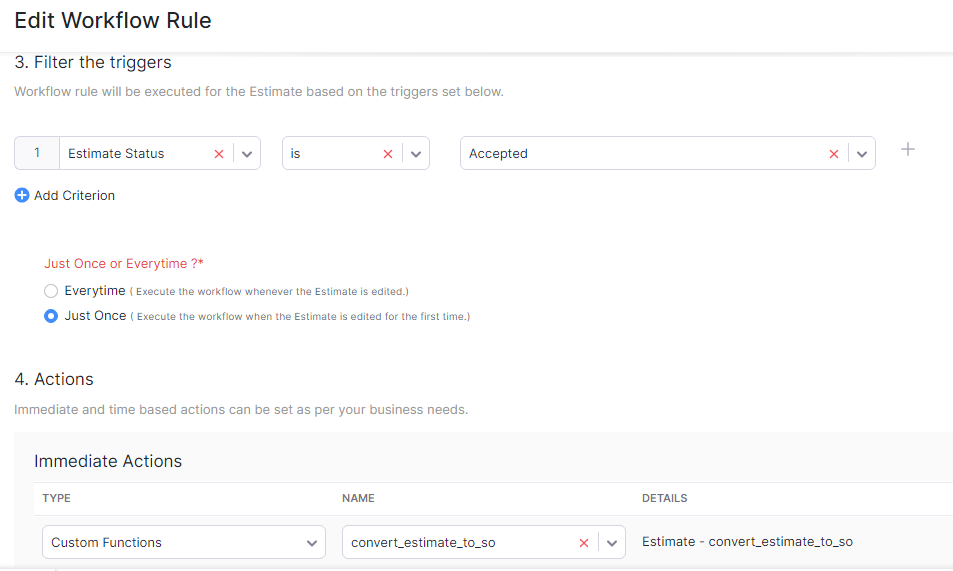 Edit Workflow Rule
3. Filter the triggers
Workflow rule will be executed for the Estimate based on the triggers set below.
1 Estimate Status is Accepted
Add Criterion
Just Once or Everytime ?*
Everytime ( Execute the workflow whenever the Estimate is edited.)
Just Once ( Execute the workflow when the Estimate is edited for the first time.)
4. Actions
Immediate and time based actions can be set as per your business needs.
Immediate Actions
TYPE NAME DETAILS
Custom Functions convert_estimate_to_so Estimate - convert_estimate_to_so